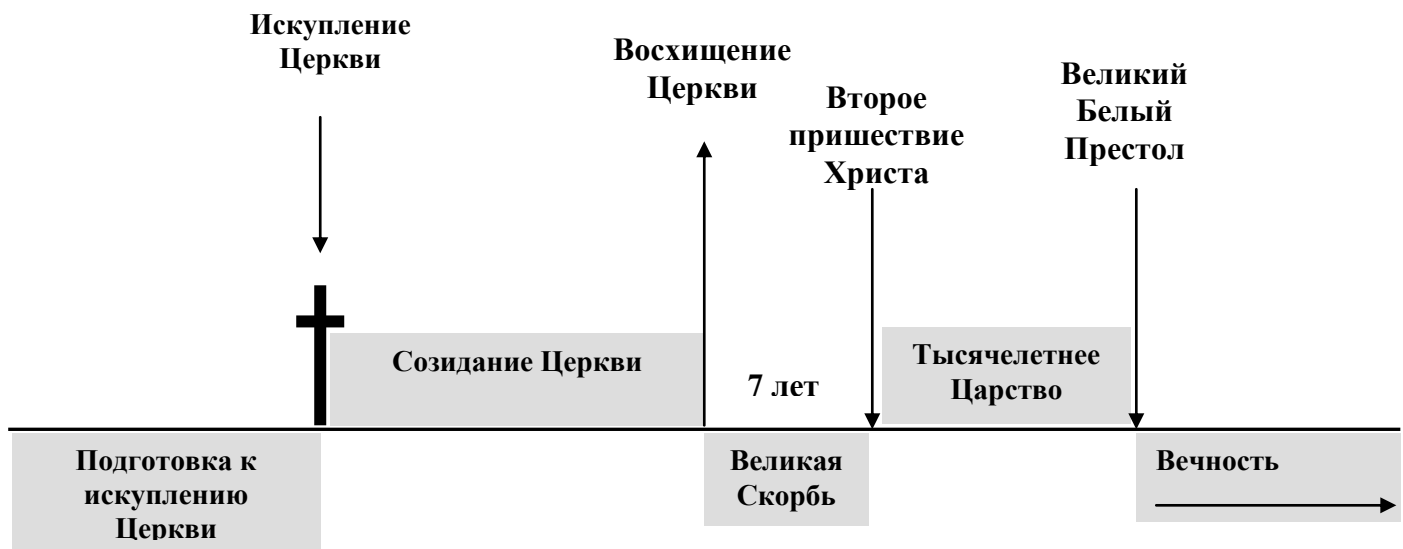 Искупление
Церкви
Восхищение
Церкви
Второе
пришествие
Христа
Великий
Белый
Престол
Созидание Церкви
7 лет
Тысячелетнее
Царство
Подготовка к
искуплению
Церкви
Великая
Скорбь
Вечность